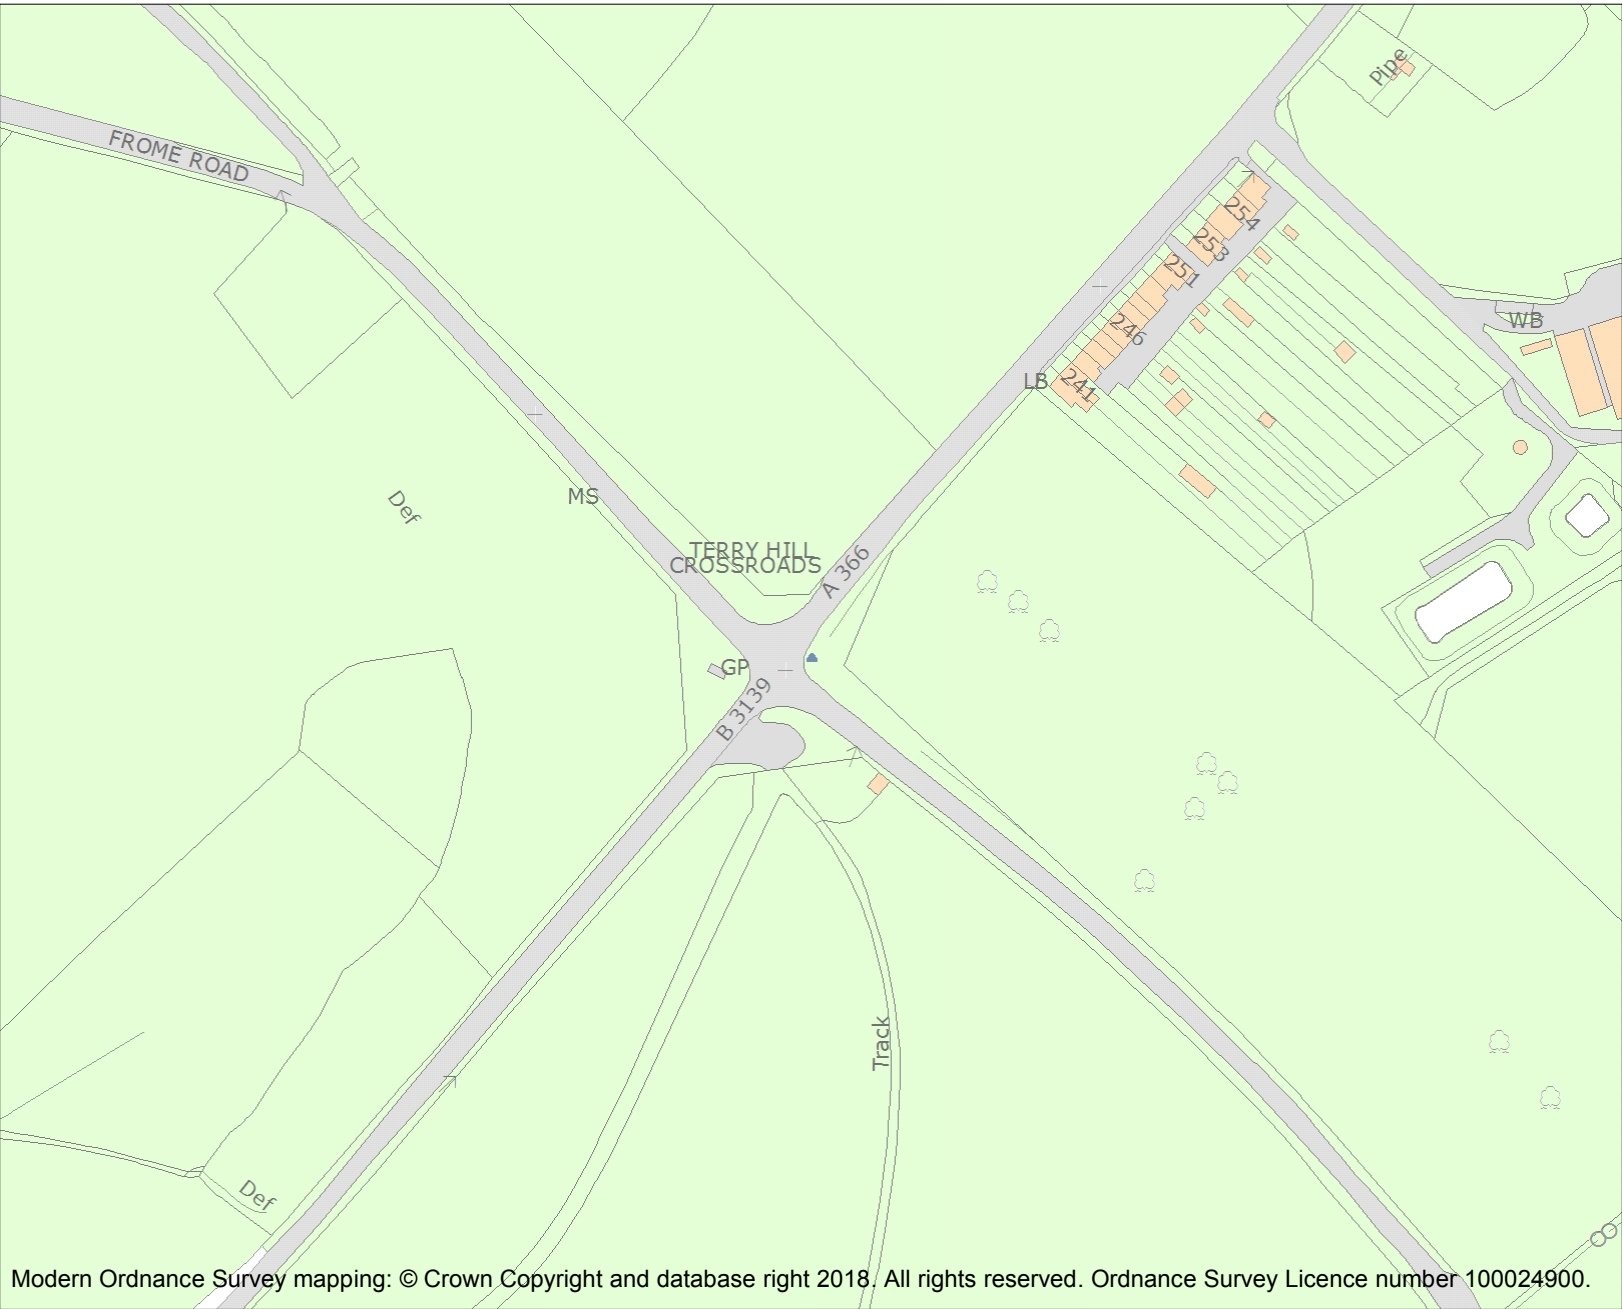 Pipe
FROME ROAD
254
253
251
WB
246
LB
241
MS
Def
TERRY HILL
CROSSROADS
A 366
GP
B 3139
Track
Def
Modern Ordnance Survey mapping: © Crown Copyright and database right 2018. All rights reserved. Ordnance Survey Licence number 100024900.